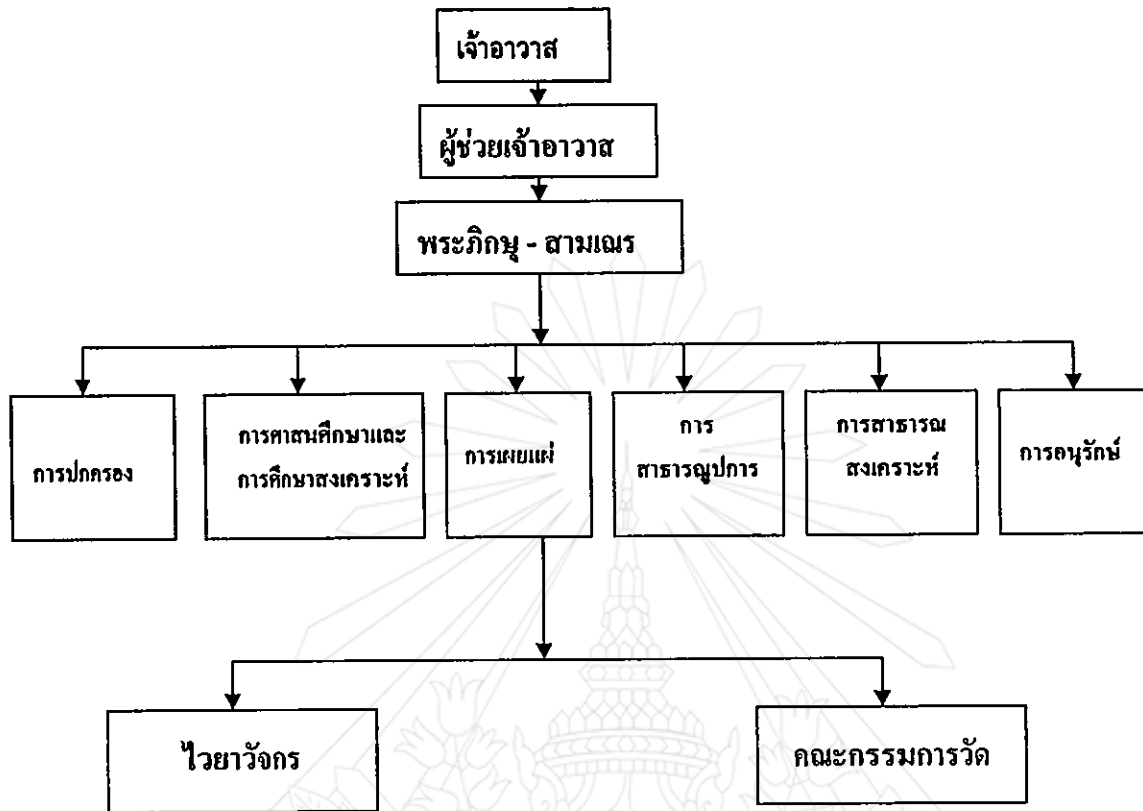 เจ้าอาวาส
ผู้ช่วยเจ้าอาวาส
พระภิกษุ - สามเณร
การปกครอง
การศาสนศึกษาและ
การศึกษาสงเคราะห์
การเผยแผ่
การ
สาธารณูปการ
การสาธารณ
สงเคราะห์
การอนุรักษ์
ไวยาวัจกร
คณะกรรมการวัด